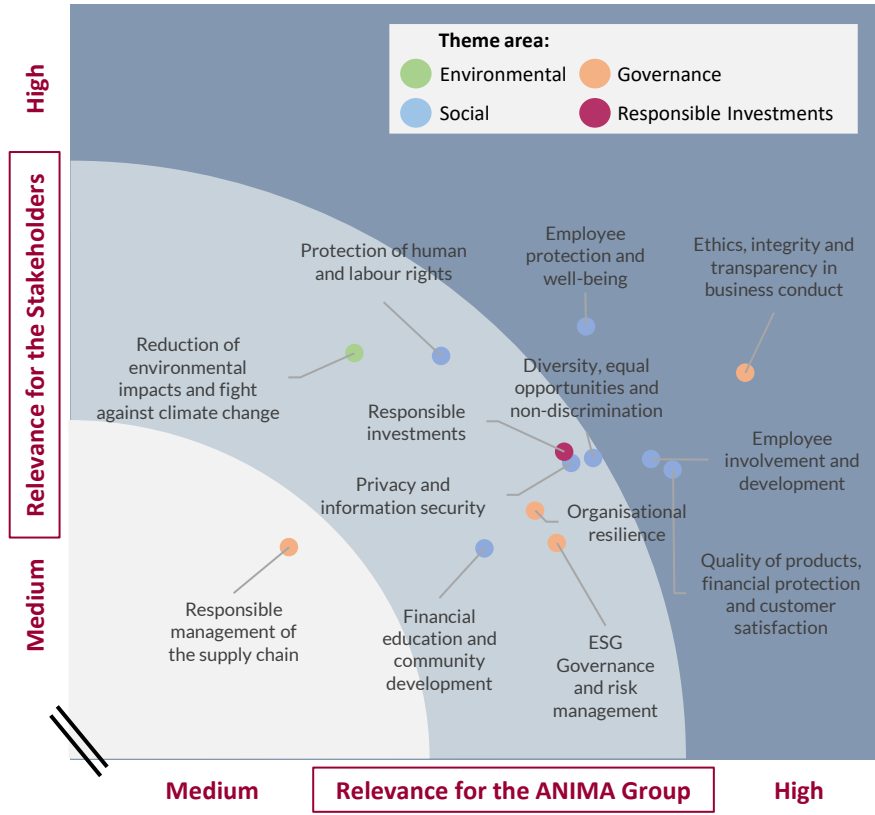 Theme area:
Environmental
Governance
Social
Responsible Investments
High
Relevance for the Stakeholders
Medium
Employee
protection and
well-being
Ethics, integrity and
transparency in
business conduct
Protection of human
and labour rights
Reduction of
environmental
impacts and fight
against climate change
Diversity, equal
opportunities and
non-discrimination
Responsible
investments
Employee
involvement and
development
Privacy and
information security
Organisational
resilience
Quality of products,
financial protection
and customer
satisfaction
Responsible
management of
the supply chain
Financial
education and
community
development
ESG
Governance
and risk
management
Medium
Relevance for the ANIMA Group
High